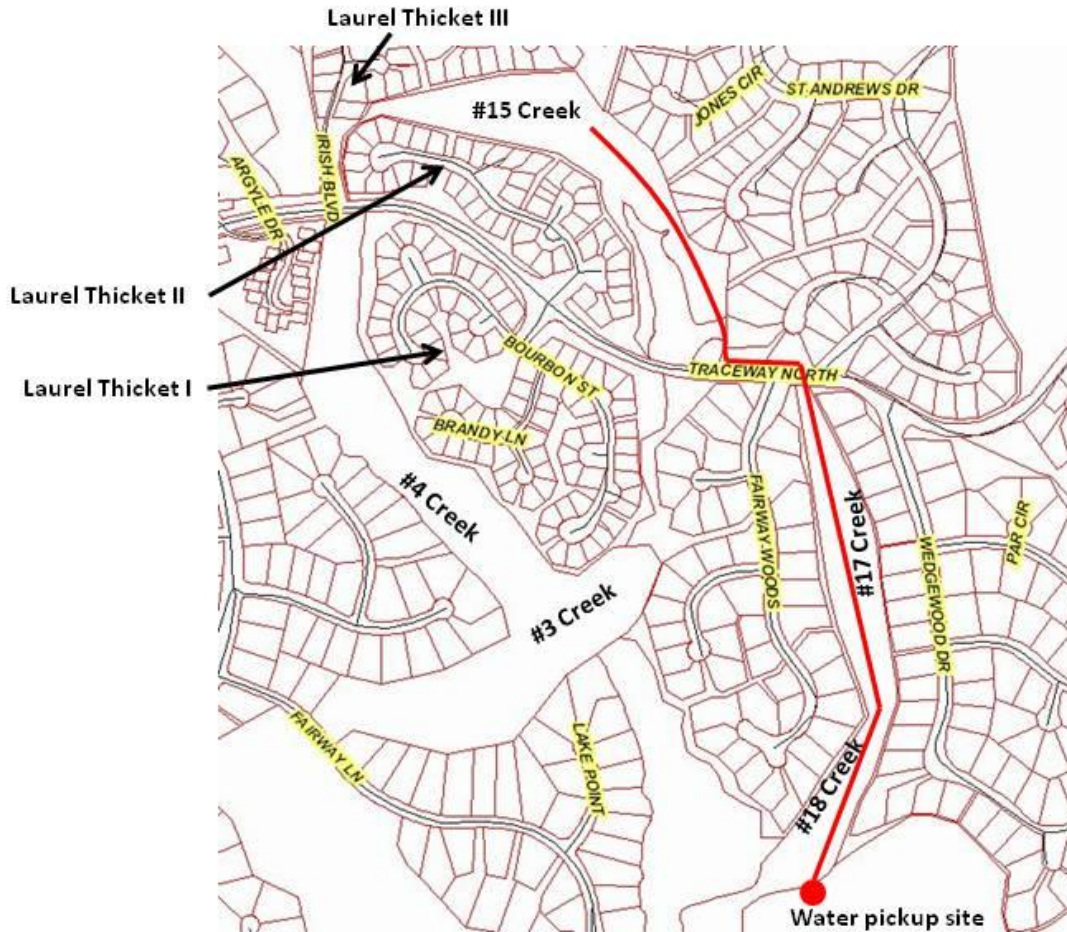 Laurel Thicket III
#15 Creek
JONES CIR
ST ANDREWS DR
IRISH BLVD
ARGYLE DR
Laurel Thicket II
Laurel Thicket I
BOURBON ST
TRACEWAY NORTH
BRANDY LN
#4 Creek
#17 Creek
FAIRWAY WOODS
WEDGEWOOD DR
PAR CIR
#3 Creek
FAIRWAY LN
LAKE POINT
#18 Creek
Water pickup site